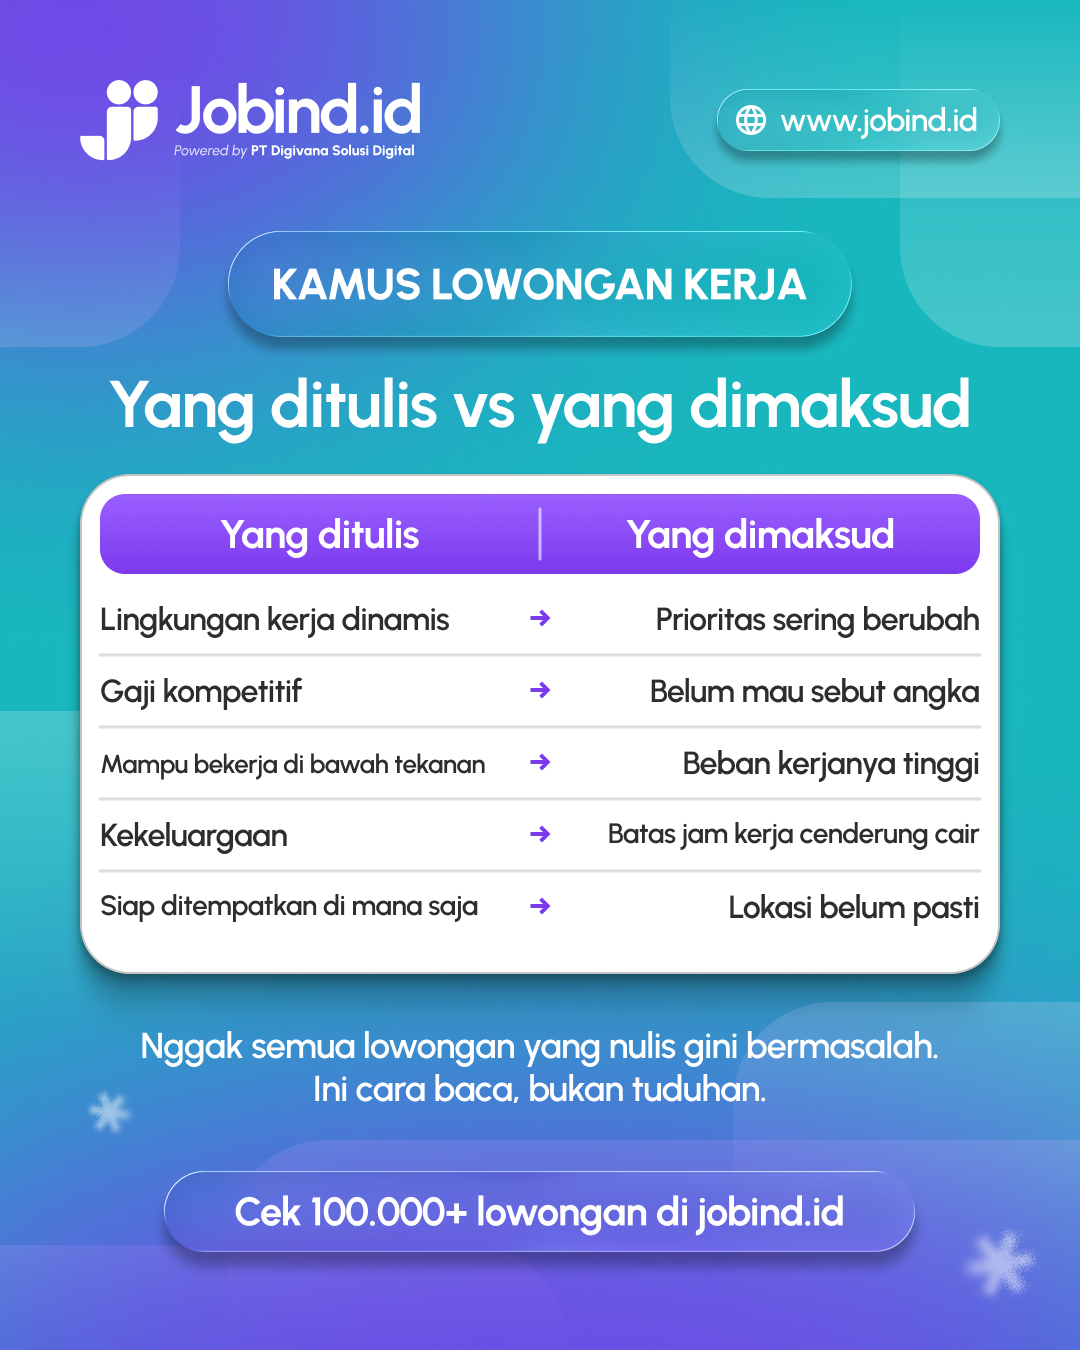 Jobind.id
Powered by PT Digivana Solusi Digital
www.jobind.id
KAMUS LOWONGAN KERJA
Yang ditulis vs yang dimaksud
Yang ditulis | Yang dimaksud
Lingkungan kerja dinamis → Prioritas sering berubah
Gaji kompetitif → Belum mau sebut angka
Mampu bekerja di bawah tekanan → Beban kerjanya tinggi
Kekeluargaan → Batas jam kerja cenderung cair
Siap ditempatkan di mana saja → Lokasi belum pasti
Nggak semua lowongan yang nulis gini bermasalah.
Ini cara baca, bukan tuduhan.
Cek 100.000+ lowongan di jobind.id